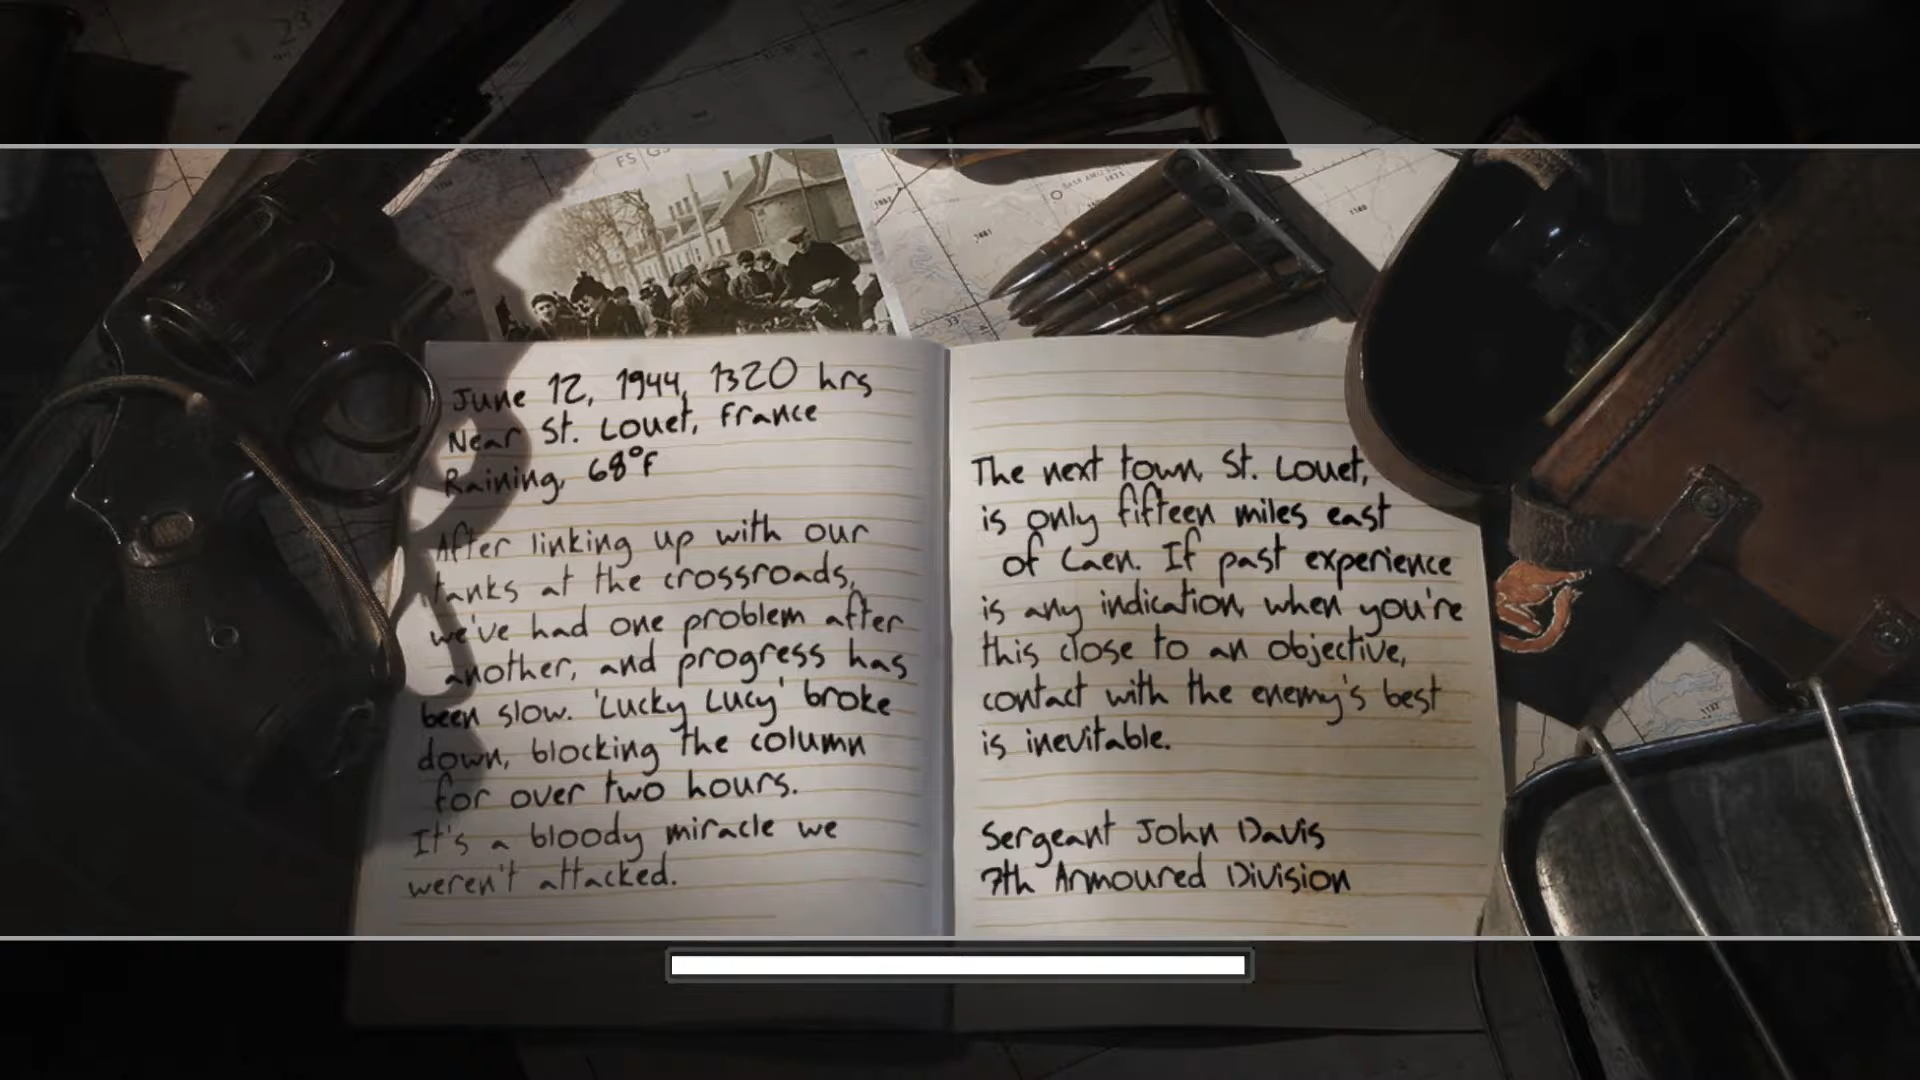 June 12, 1944, 1320 hrs
Near St. Louet, France
Raining, 68°F
After linking up with our
tanks at the crossroads,
we've had one problem after
another, and progress has
been slow. 'Lucky Lucy' broke
down, blocking the column
for over two hours.
It's a bloody miracle we
weren't attacked.
The next town, St. Louet,
is only fifteen miles east
of Caen. If past experience
is any indication, when you're
this close to an objective,
contact with the enemy's best
is inevitable.
Sergeant John Davis
7th Armoured Division